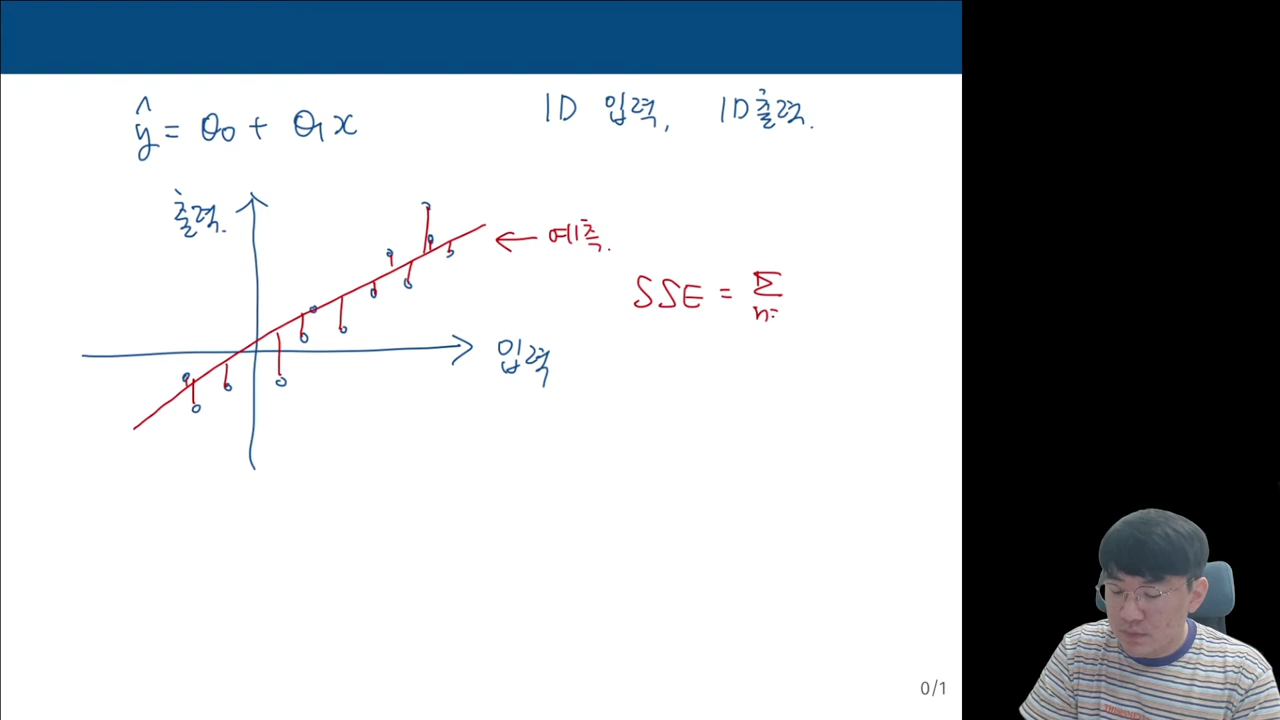 ŷ = θ₀ + θ₁x
1D 입력, 1D 출력.
출력.
← 예측.
SSE = Σ
n=
입력
0/1